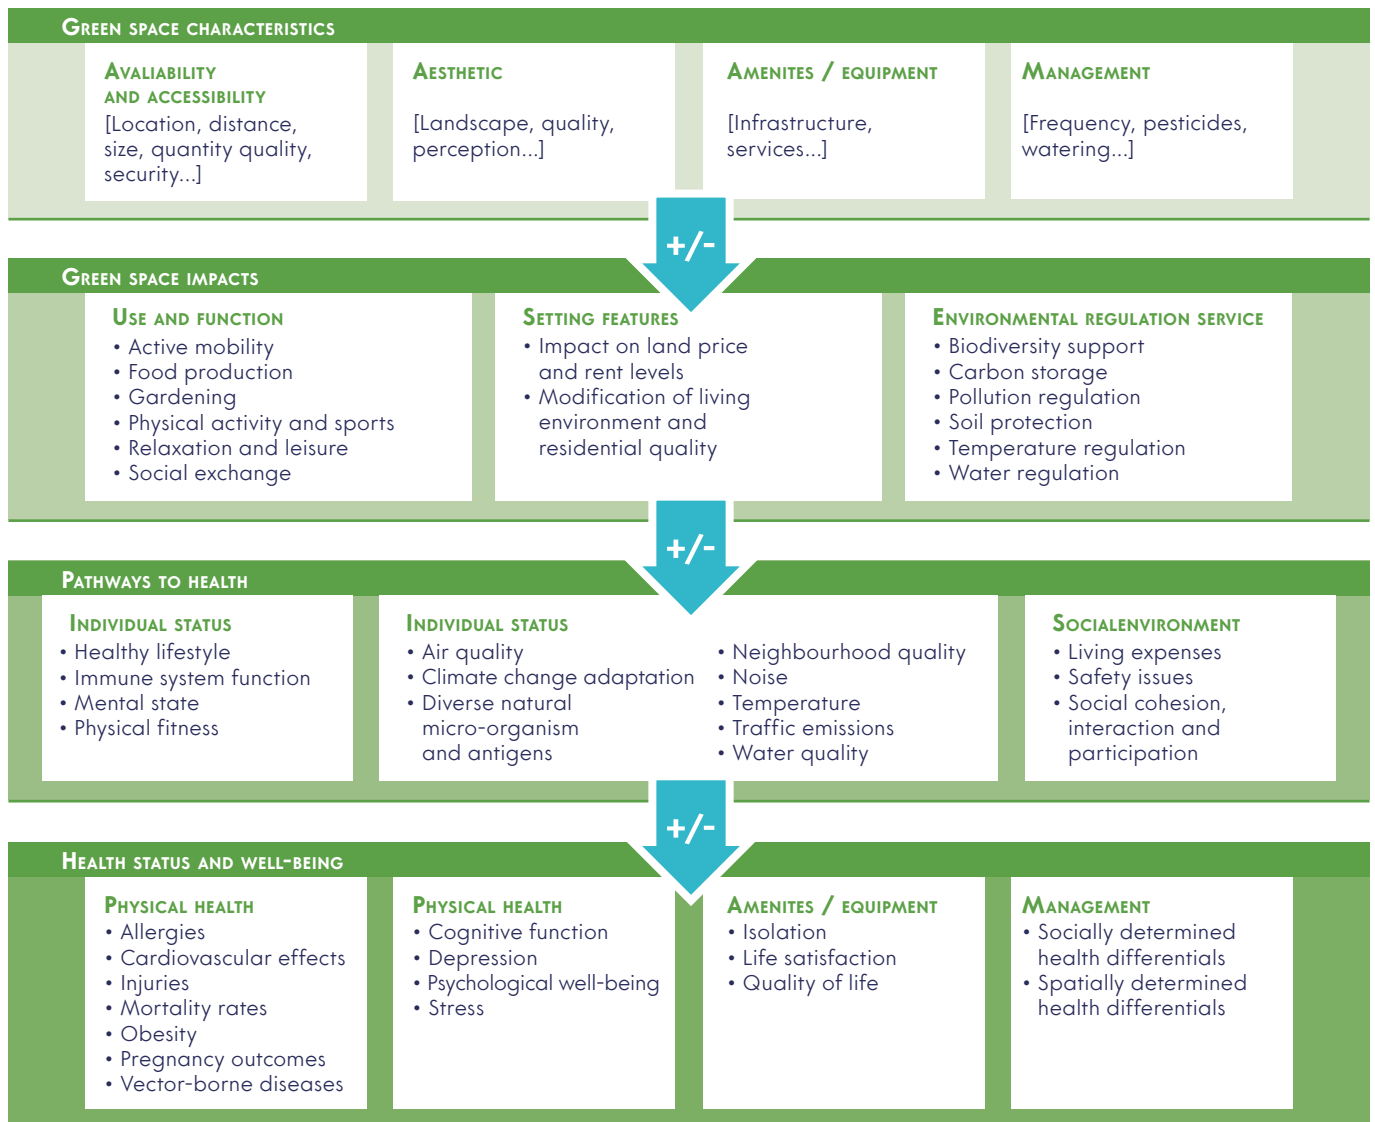 Green space characteristics
Avaliability
and accessibility
[Location, distance,
size, quantity quality,
security...]
Aesthetic
[Landscape, quality,
perception...]
Amenites / equipment
[Infrastructure,
services...]
Management
[Frequency, pesticides,
watering...]
+/-
Green space impacts
Use and function
• Active mobility
• Food production
• Gardening
• Physical activity and sports
• Relaxation and leisure
• Social exchange
Setting features
• Impact on land price
and rent levels
• Modification of living
environment and
residential quality
Environmental regulation service
• Biodiversity support
• Carbon storage
• Pollution regulation
• Soil protection
• Temperature regulation
• Water regulation
+/-
Pathways to health
Individual status
• Healthy lifestyle
• Immune system function
• Mental state
• Physical fitness
Individual status
• Air quality
• Climate change adaptation
• Diverse natural
micro-organism
and antigens
• Neighbourhood quality
• Noise
• Temperature
• Traffic emissions
• Water quality
Socialenvironment
• Living expenses
• Safety issues
• Social cohesion,
interaction and
participation
+/-
Health status and well-being
Physical health
• Allergies
• Cardiovascular effects
• Injuries
• Mortality rates
• Obesity
• Pregnancy outcomes
• Vector-borne diseases
Physical health
• Cognitive function
• Depression
• Psychological well-being
• Stress
Amenites / equipment
• Isolation
• Life satisfaction
• Quality of life
Management
• Socially determined
health differentials
• Spatially determined
health differentials